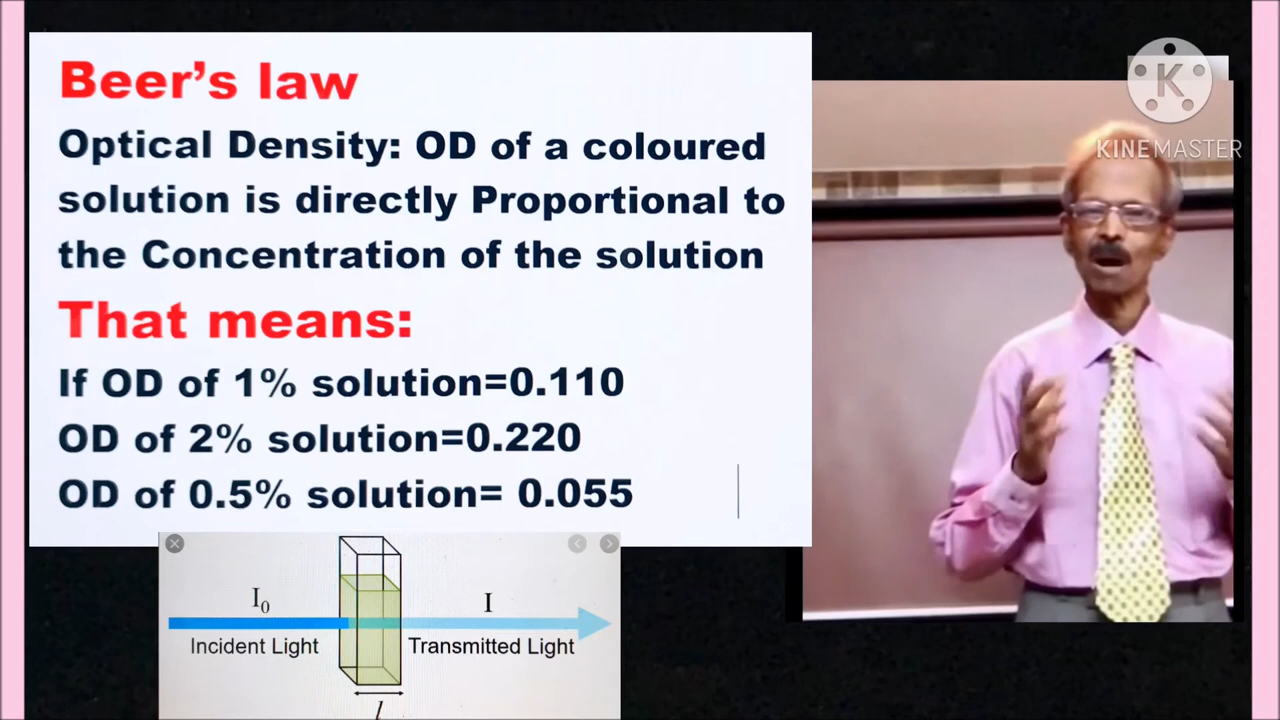 Beer's law
Optical Density: OD of a coloured
solution is directly Proportional to
the Concentration of the solution
That means:
If OD of 1% solution=0.110
OD of 2% solution=0.220
OD of 0.5% solution= 0.055
I0
I
Incident Light
Transmitted Light
l
K
KINEMASTER